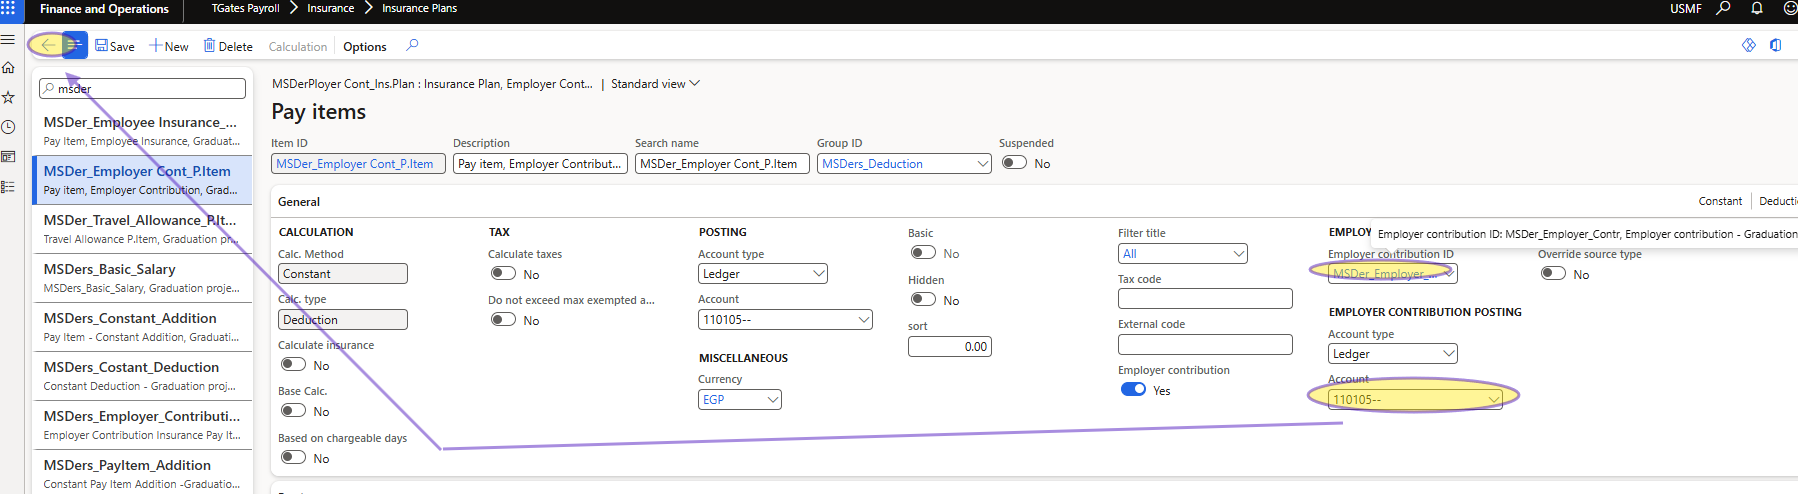 Finance and Operations
TGates Payroll > Insurance > Insurance Plans
USMF
Save
New
Delete
Calculation
Options
msder
MSDer_Employee Insurance_...
Pay Item, Employee Insurance, Graduat...
MSDer_Employer Cont_P.Item
Pay item, Employer Contribution, Grad...
MSDer_Travel_Allowance_P.It...
Travel Allowance P.Item, Graduation pr...
MSDers_Basic_Salary
MSDers_Basic_Salary, Graduation proje...
MSDers_Constant_Addition
Pay Item - Constant Addition, Graduati...
MSDers_Costant_Deduction
Constant Deduction - Graduation proj...
MSDers_Employer_Contributi...
Employer Contribution Insurance Pay It...
MSDers_PayItem_Addition
Constant Pay Item Addition -Graduatio...
MSDerPloyer Cont_Ins.Plan : Insurance Plan, Employer Cont... | Standard view
Pay items
Item ID
MSDer_Employer Cont_P.Item
Description
Pay item, Employer Contribut...
Search name
MSDer_Employer Cont_P.Item
Group ID
MSDers_Deduction
Suspended
No
General
Constant
Deducti
CALCULATION
Calc. Method
Constant
Calc. type
Deduction
Calculate insurance
No
Base Calc.
No
Based on chargeable days
No
TAX
Calculate taxes
No
Do not exceed max exempted a...
No
POSTING
Account type
Ledger
Account
110105--
MISCELLANEOUS
Currency
EGP
Basic
No
Hidden
No
sort
0.00
Filter title
All
Tax code
External code
Employer contribution
Yes
EMPLOY
Employer contribution ID: MSDer_Employer_Contr, Employer contribution - Graduation
Employer contribution ID
MSDer_Employer_...
Override source type
No
EMPLOYER CONTRIBUTION POSTING
Account type
Ledger
Account
110105--